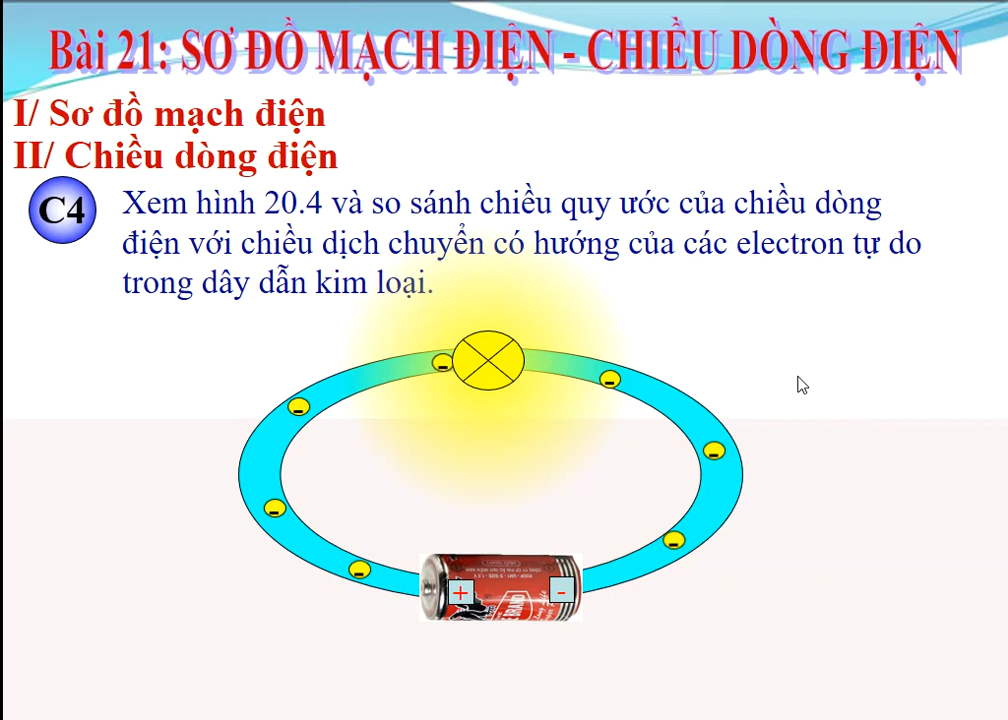 Bài 21: SƠ ĐỒ MẠCH ĐIỆN - CHIỀU DÒNG ĐIỆN
I/ Sơ đồ mạch điện
II/ Chiều dòng điện
C4
Xem hình 20.4 và so sánh chiều quy ước của chiều dòng
điện với chiều dịch chuyển có hướng của các electron tự do
trong dây dẫn kim loại.
-
-
-
-
-
-
-
+
-
BRAND